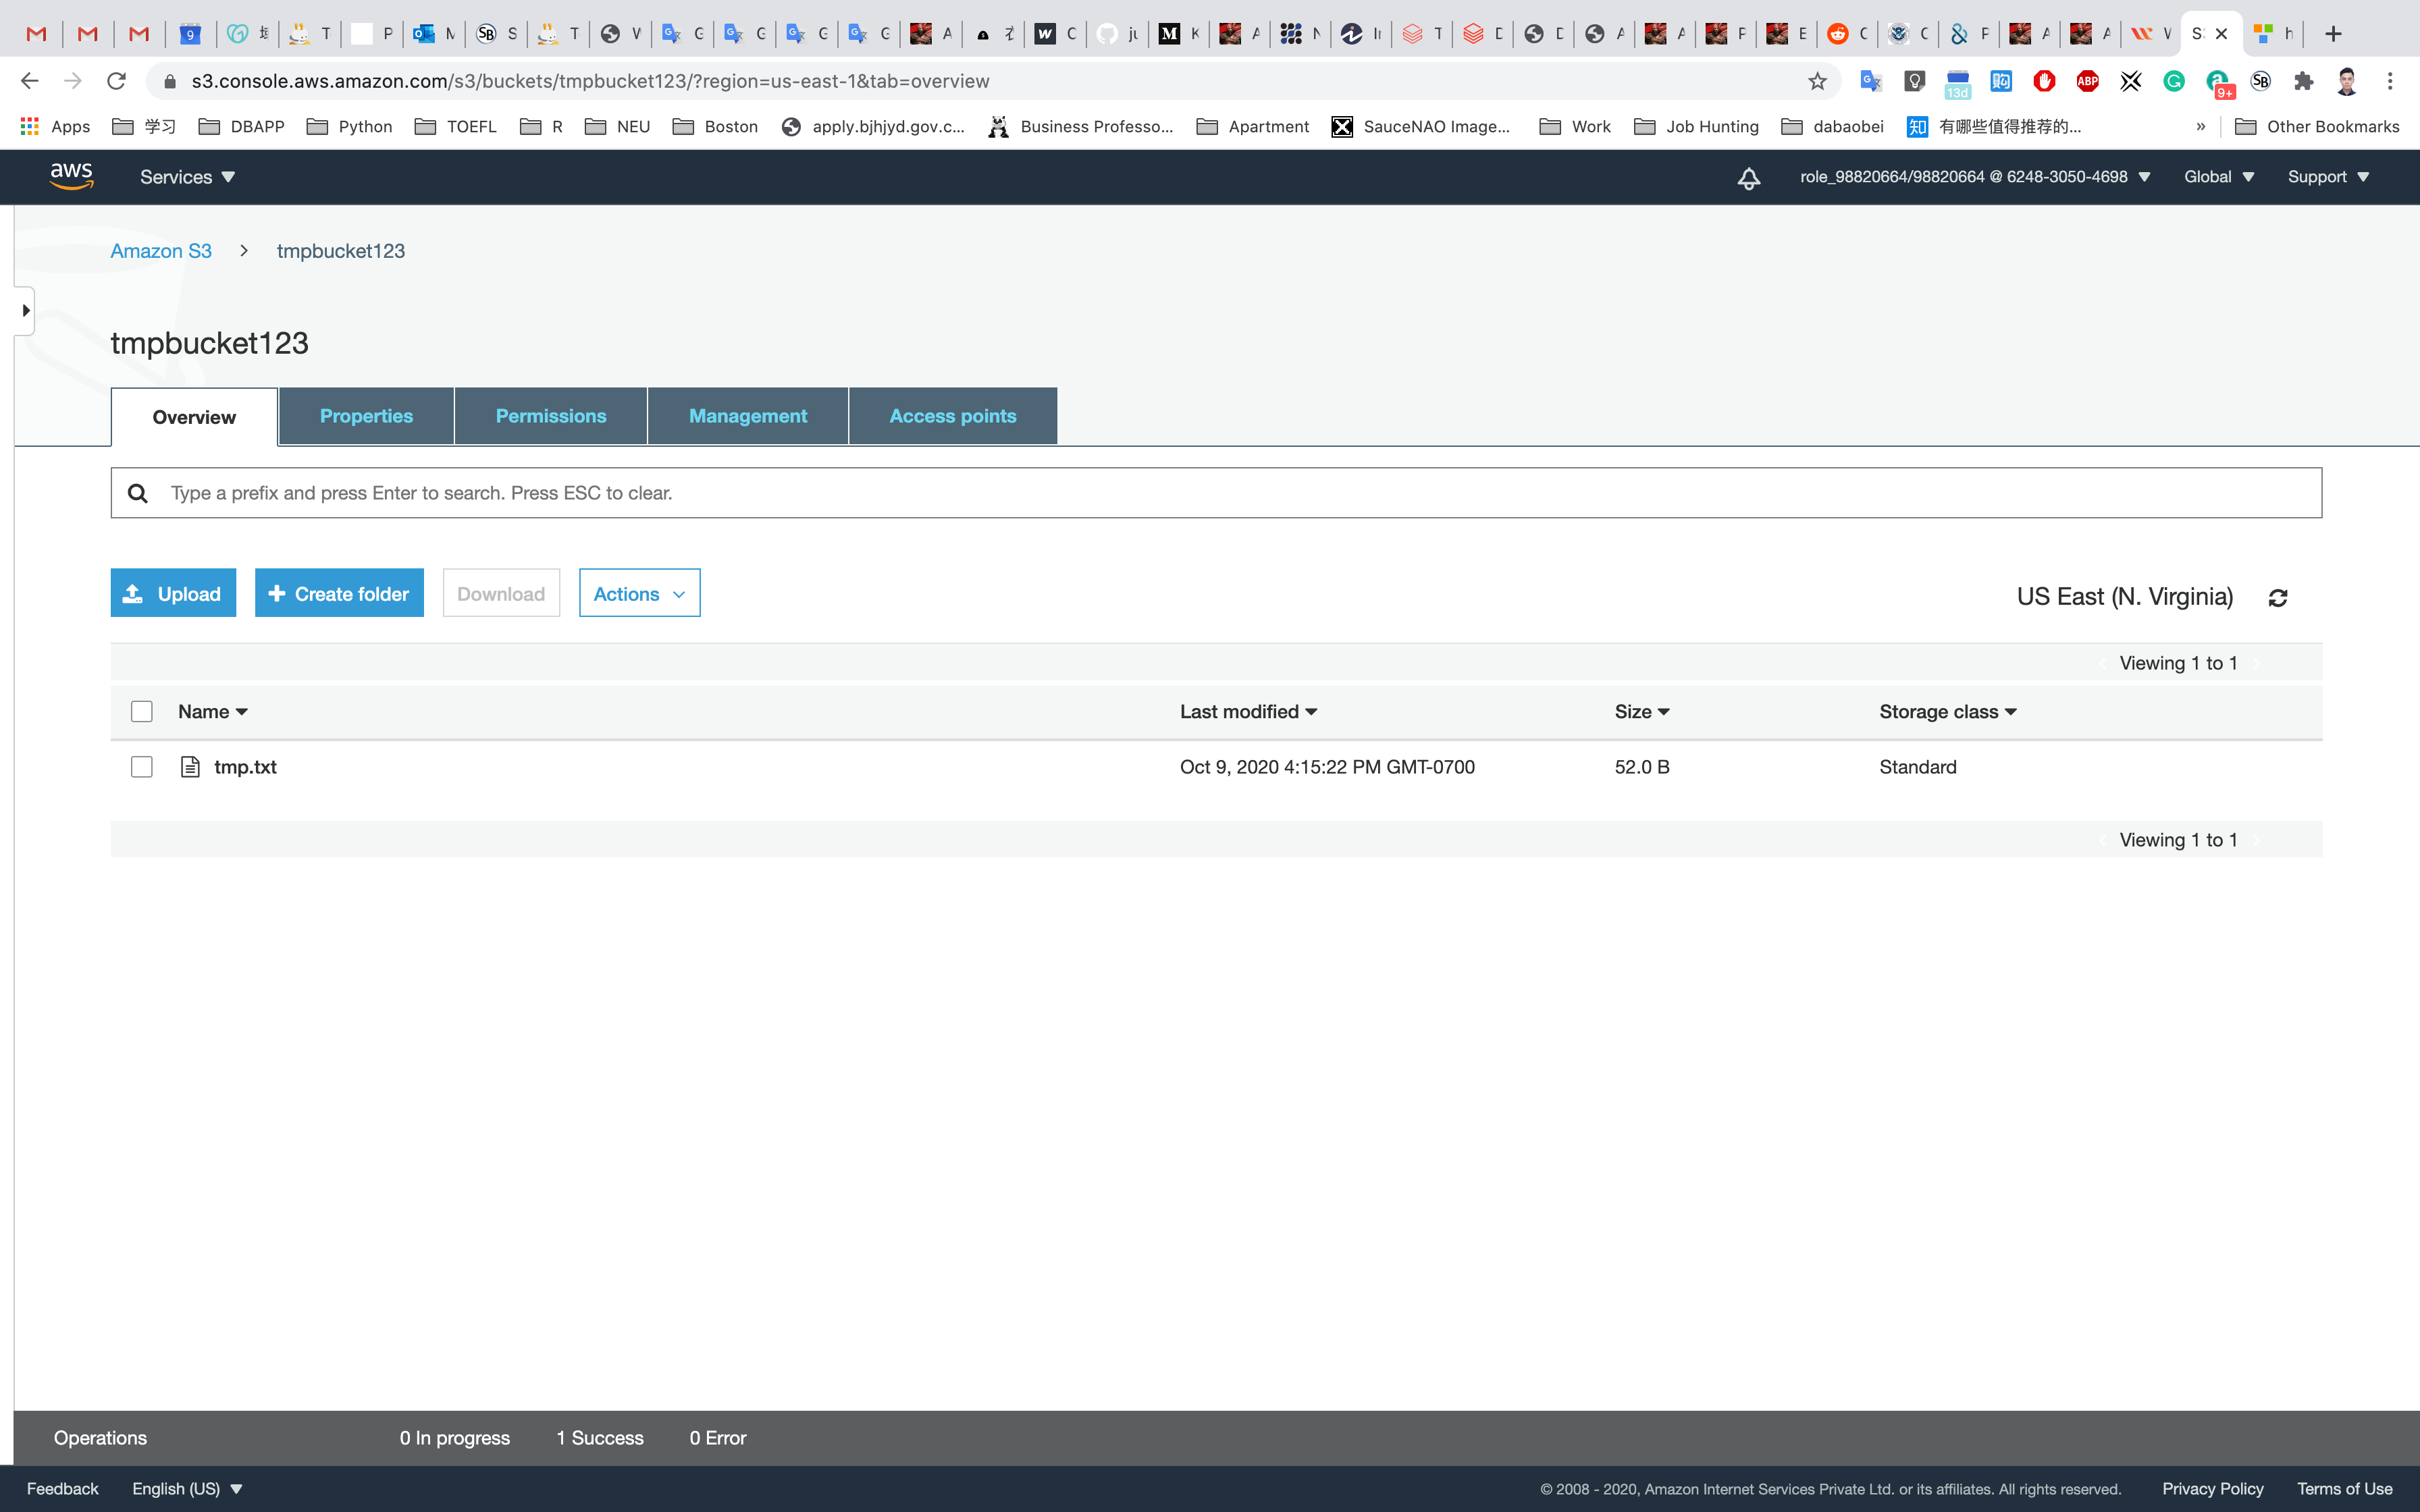 s3.console.aws.amazon.com/s3/buckets/tmpbucket123/?region=us-east-1&tab=overview
13d ABP 9+
Apps 学习 DBAPP Python TOEFL R NEU Boston apply.bjhjyd.gov.c... Business Professo... Apartment SauceNAO Image... Work Job Hunting dabaobei 知 有哪些值得推荐的... » Other Bookmarks
aws Services role_98820664/98820664 @ 6248-3050-4698 Global Support
Amazon S3 > tmpbucket123
tmpbucket123
Overview Properties Permissions Management Access points
Type a prefix and press Enter to search. Press ESC to clear.
Upload + Create folder Download Actions US East (N. Virginia)
Viewing 1 to 1
Name Last modified Size Storage class
tmp.txt Oct 9, 2020 4:15:22 PM GMT-0700 52.0 B Standard
Viewing 1 to 1
Operations 0 In progress 1 Success 0 Error
Feedback English (US) © 2008 - 2020, Amazon Internet Services Private Ltd. or its affiliates. All rights reserved. Privacy Policy Terms of Use